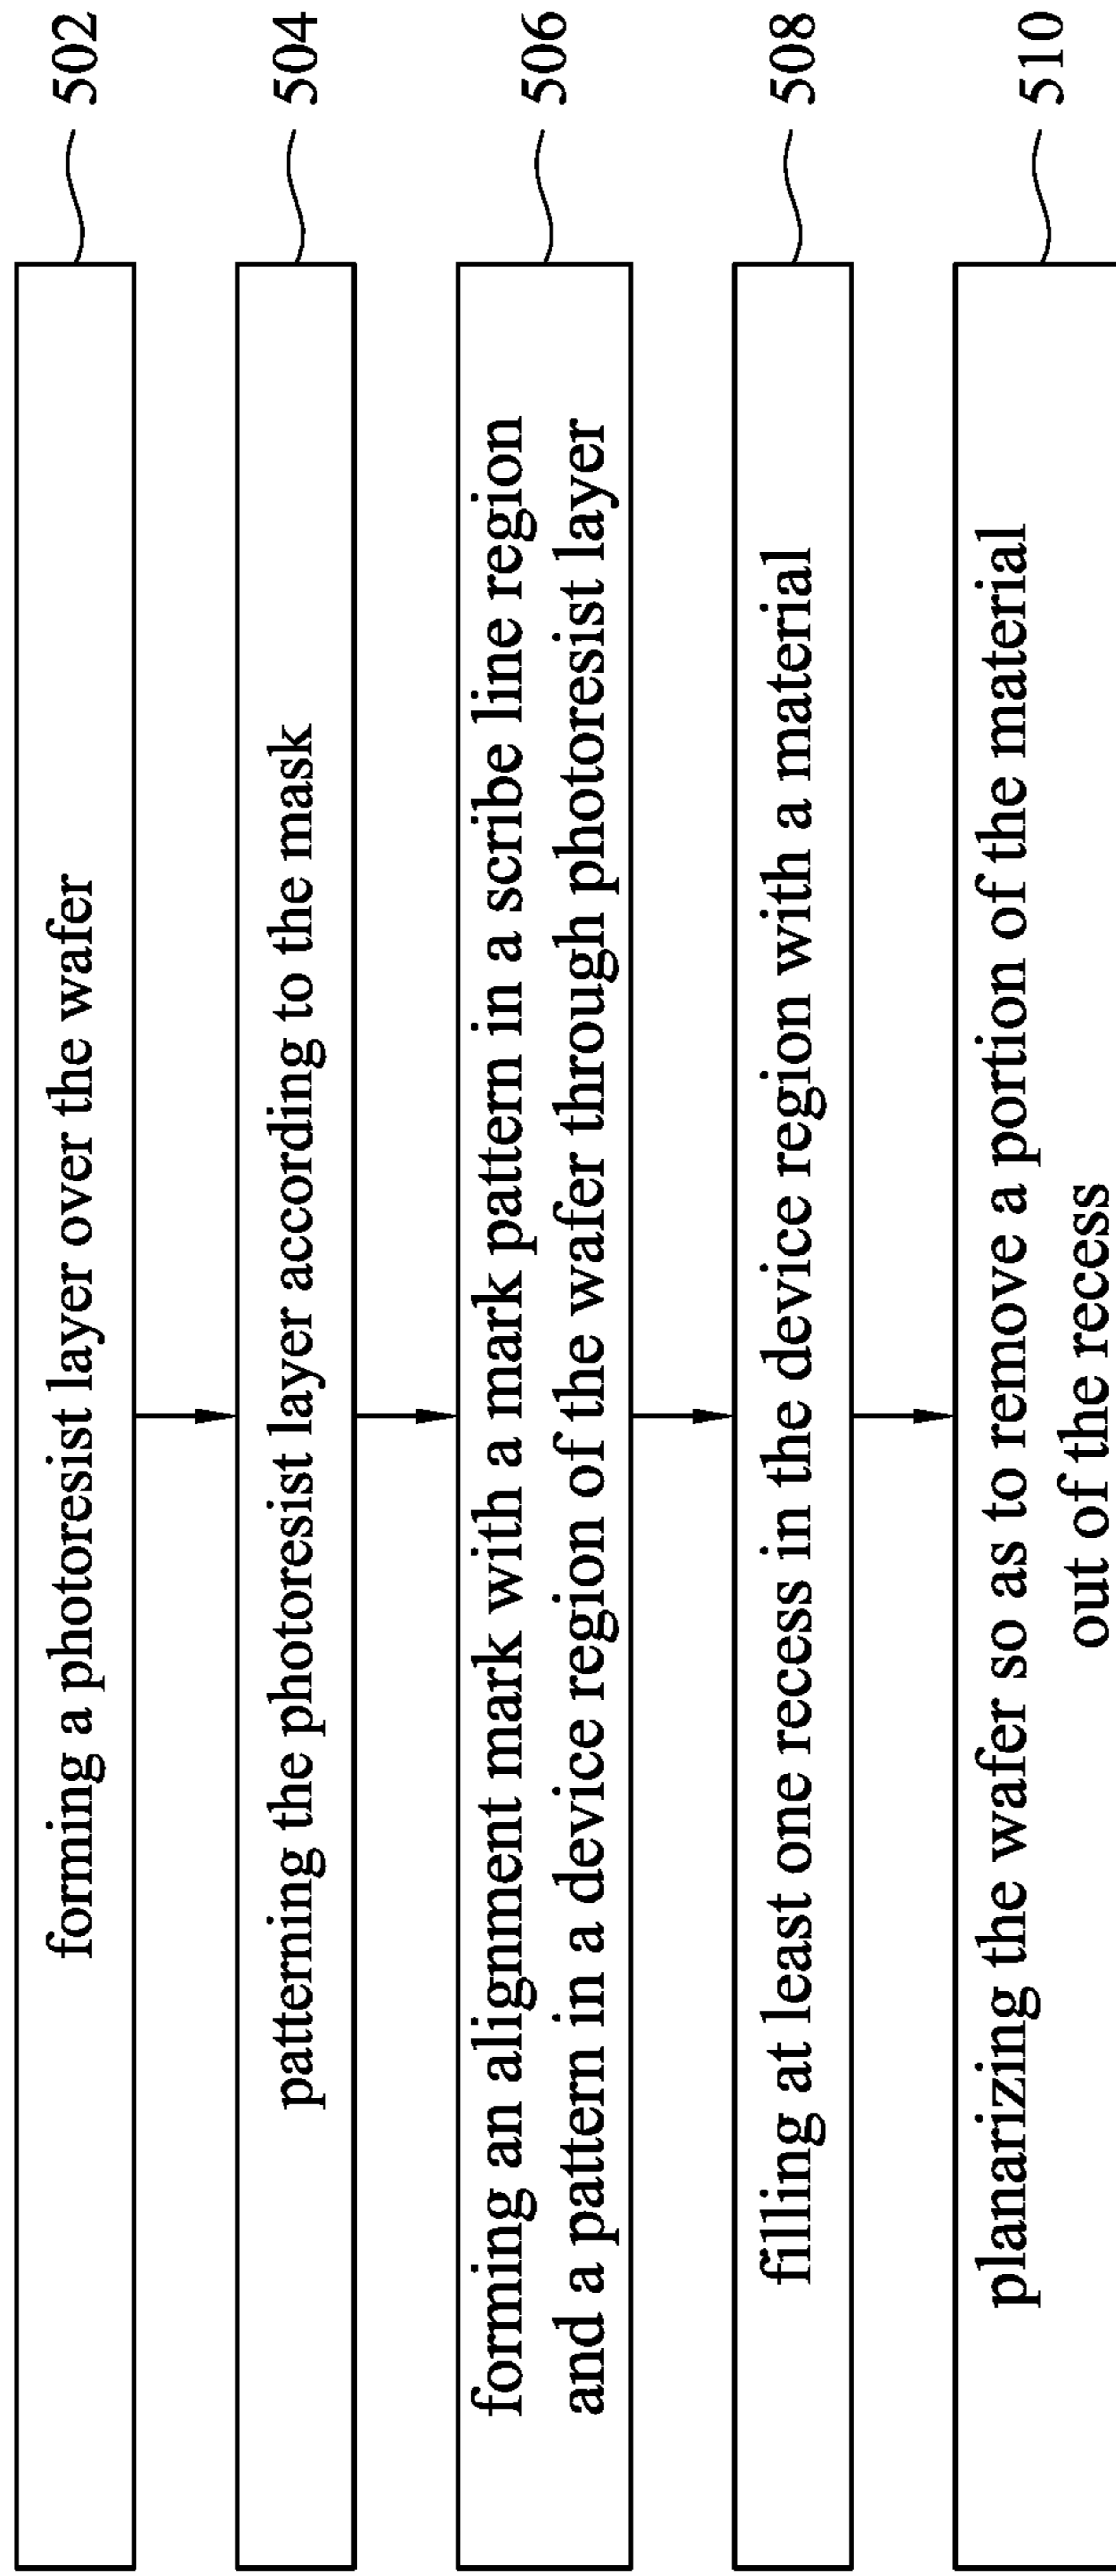 forming a photoresist layer over the wafer
502
patterning the photoresist layer according to the mask
504
forming an alignment mark with a mark pattern in a scribe line region
and a pattern in a device region of the wafer through photoresist layer
506
filling at least one recess in the device region with a material
508
planarizing the wafer so as to remove a portion of the material
out of the recess
510